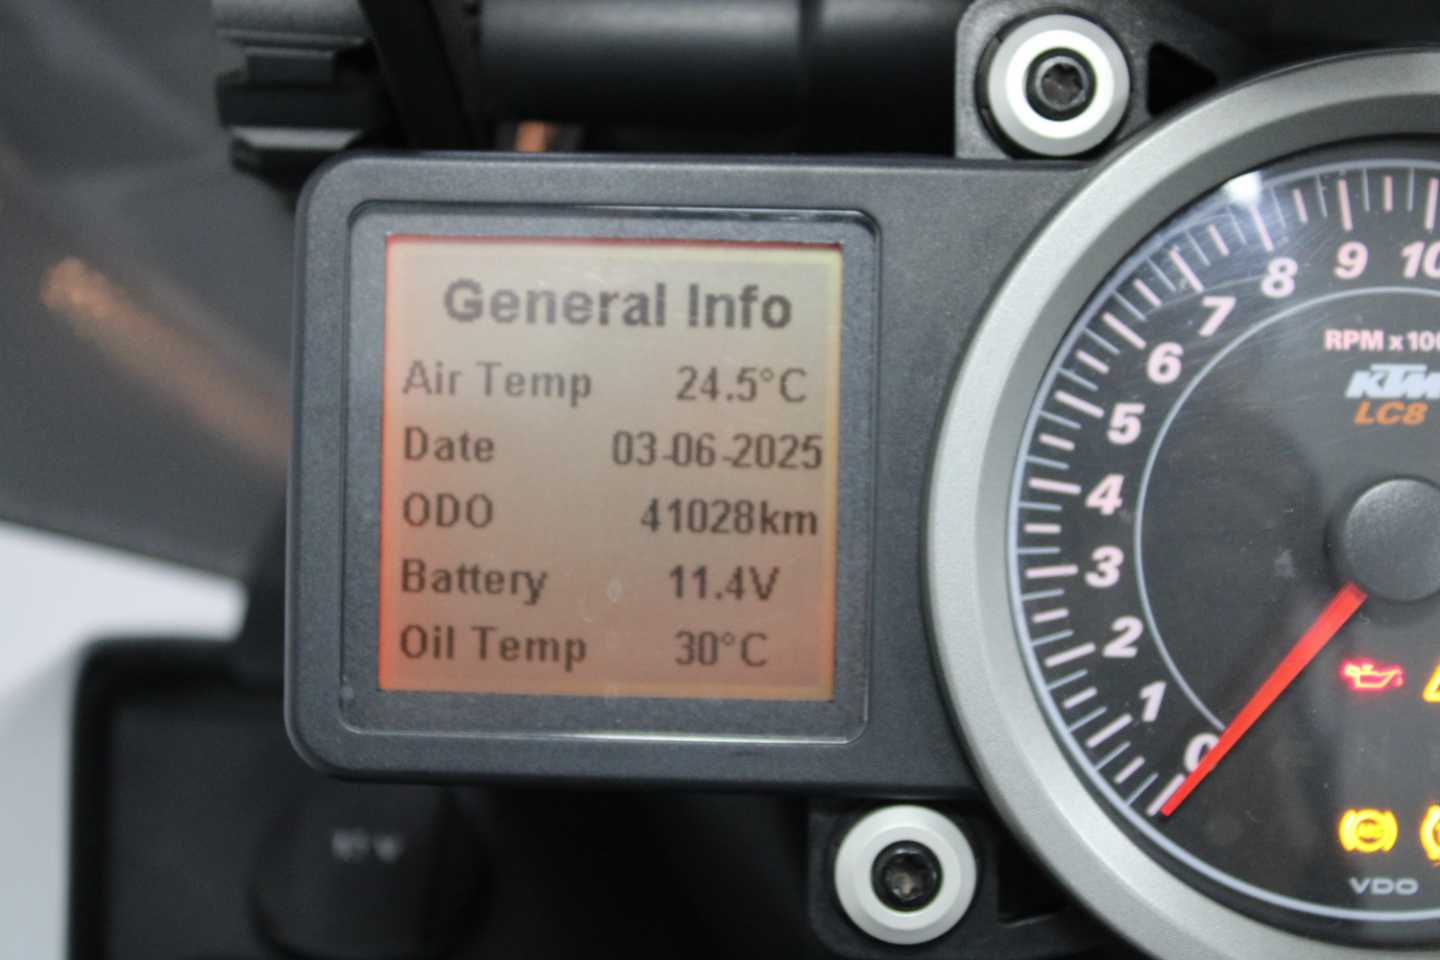 General Info
Air Temp 24.5°C
Date 03-06-2025
ODO 41028km
Battery 11.4V
Oil Temp 30°C
10
9
8
7
6
5
4
3
2
1
0
RPM x 100
KTM
LC8
ABS
VDO